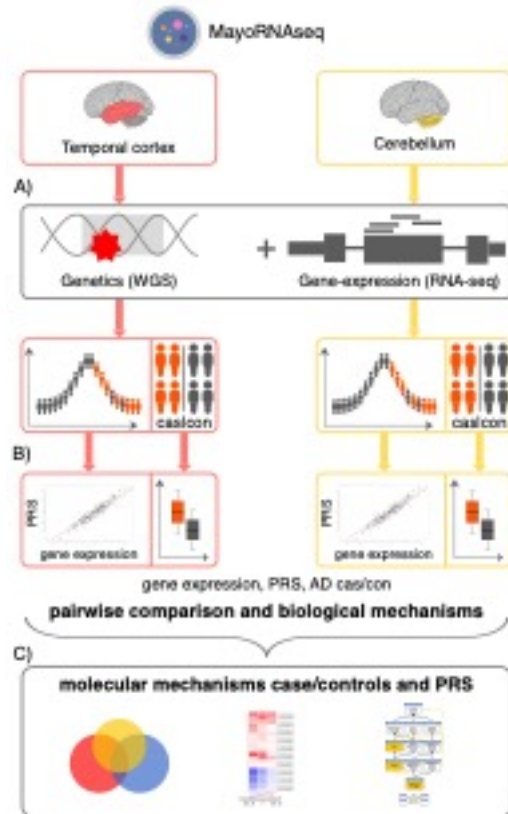 MayoRNAseq
Temporal cortex
Cerebellum
A)
Genetics (WGS)
+
Gene-expression (RNA-seq)
cas/con
cas/con
B)
PRS
gene expression
PRS
gene expression
gene expression, PRS, AD cas/con
pairwise comparison and biological mechanisms
C)
molecular mechanisms case/controls and PRS